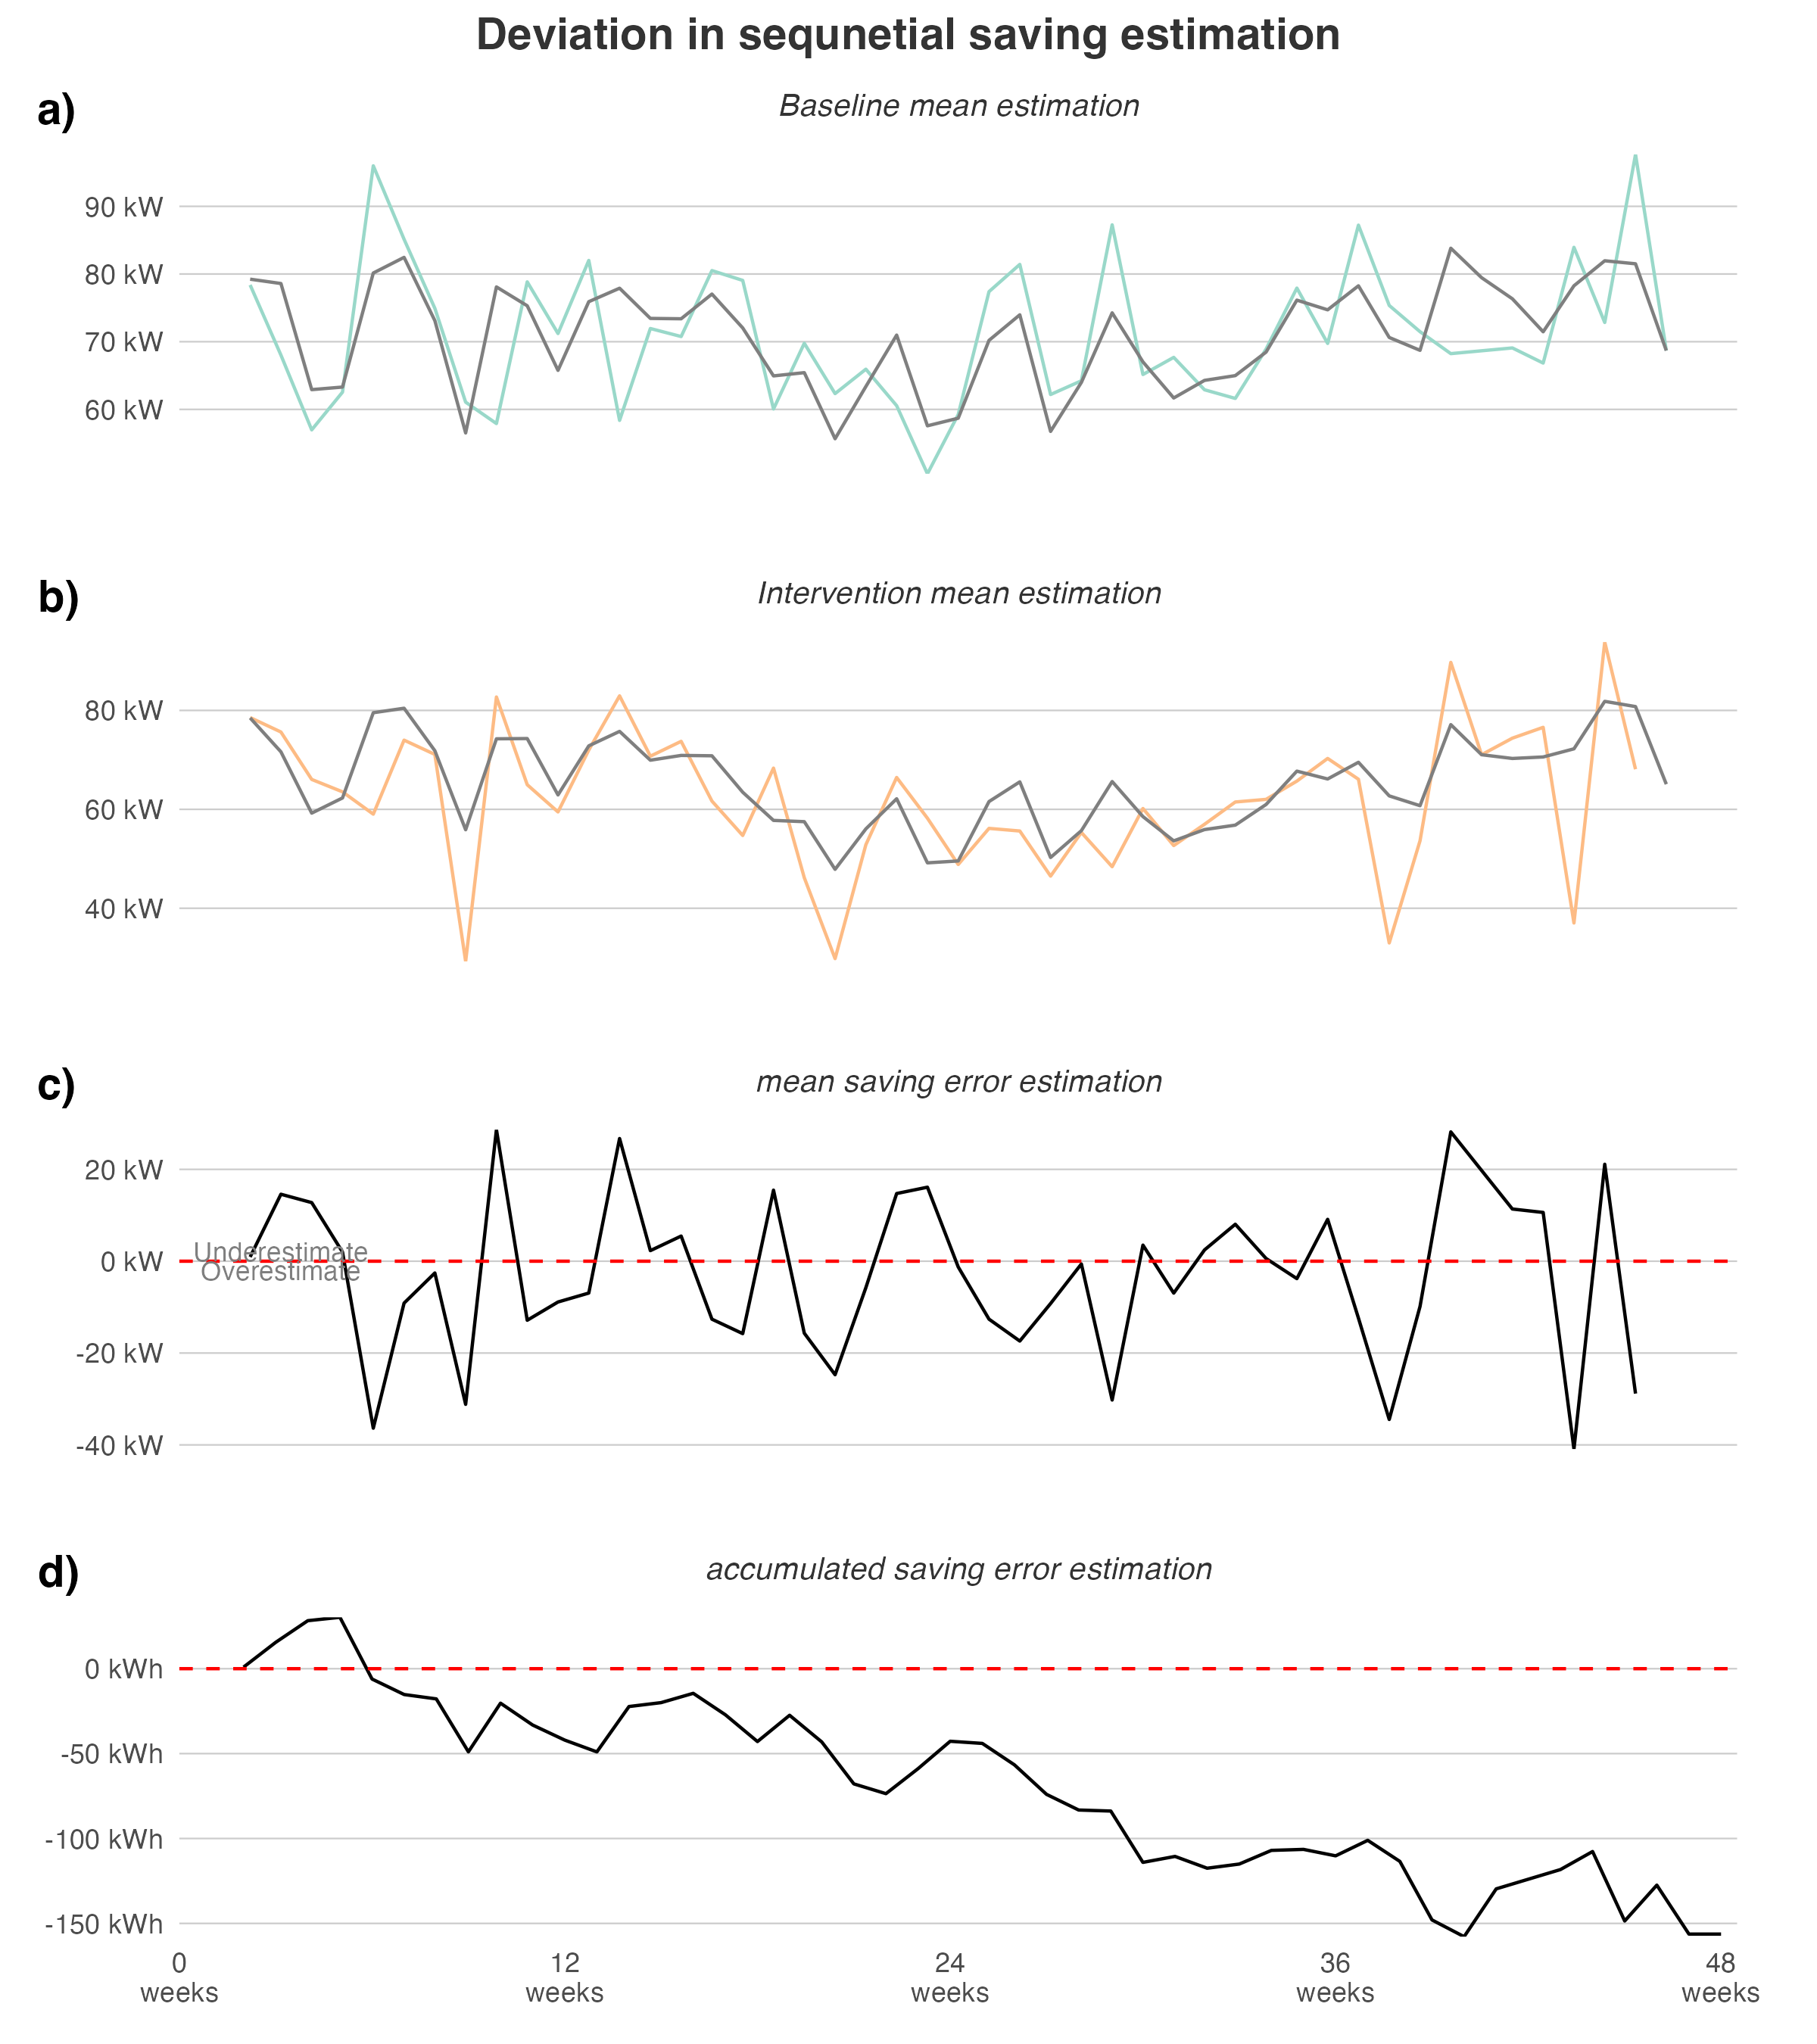 Deviation in sequnetial saving estimation
a)
Baseline mean estimation
90 kW
80 kW
70 kW
60 kW
b)
Intervention mean estimation
80 kW
60 kW
40 kW
c)
mean saving error estimation
20 kW
Underestimate
0 kW
Overestimate
-20 kW
-40 kW
d)
accumulated saving error estimation
0 kWh
-50 kWh
-100 kWh
-150 kWh
0 12 24 36 48
weeks weeks weeks weeks weeks